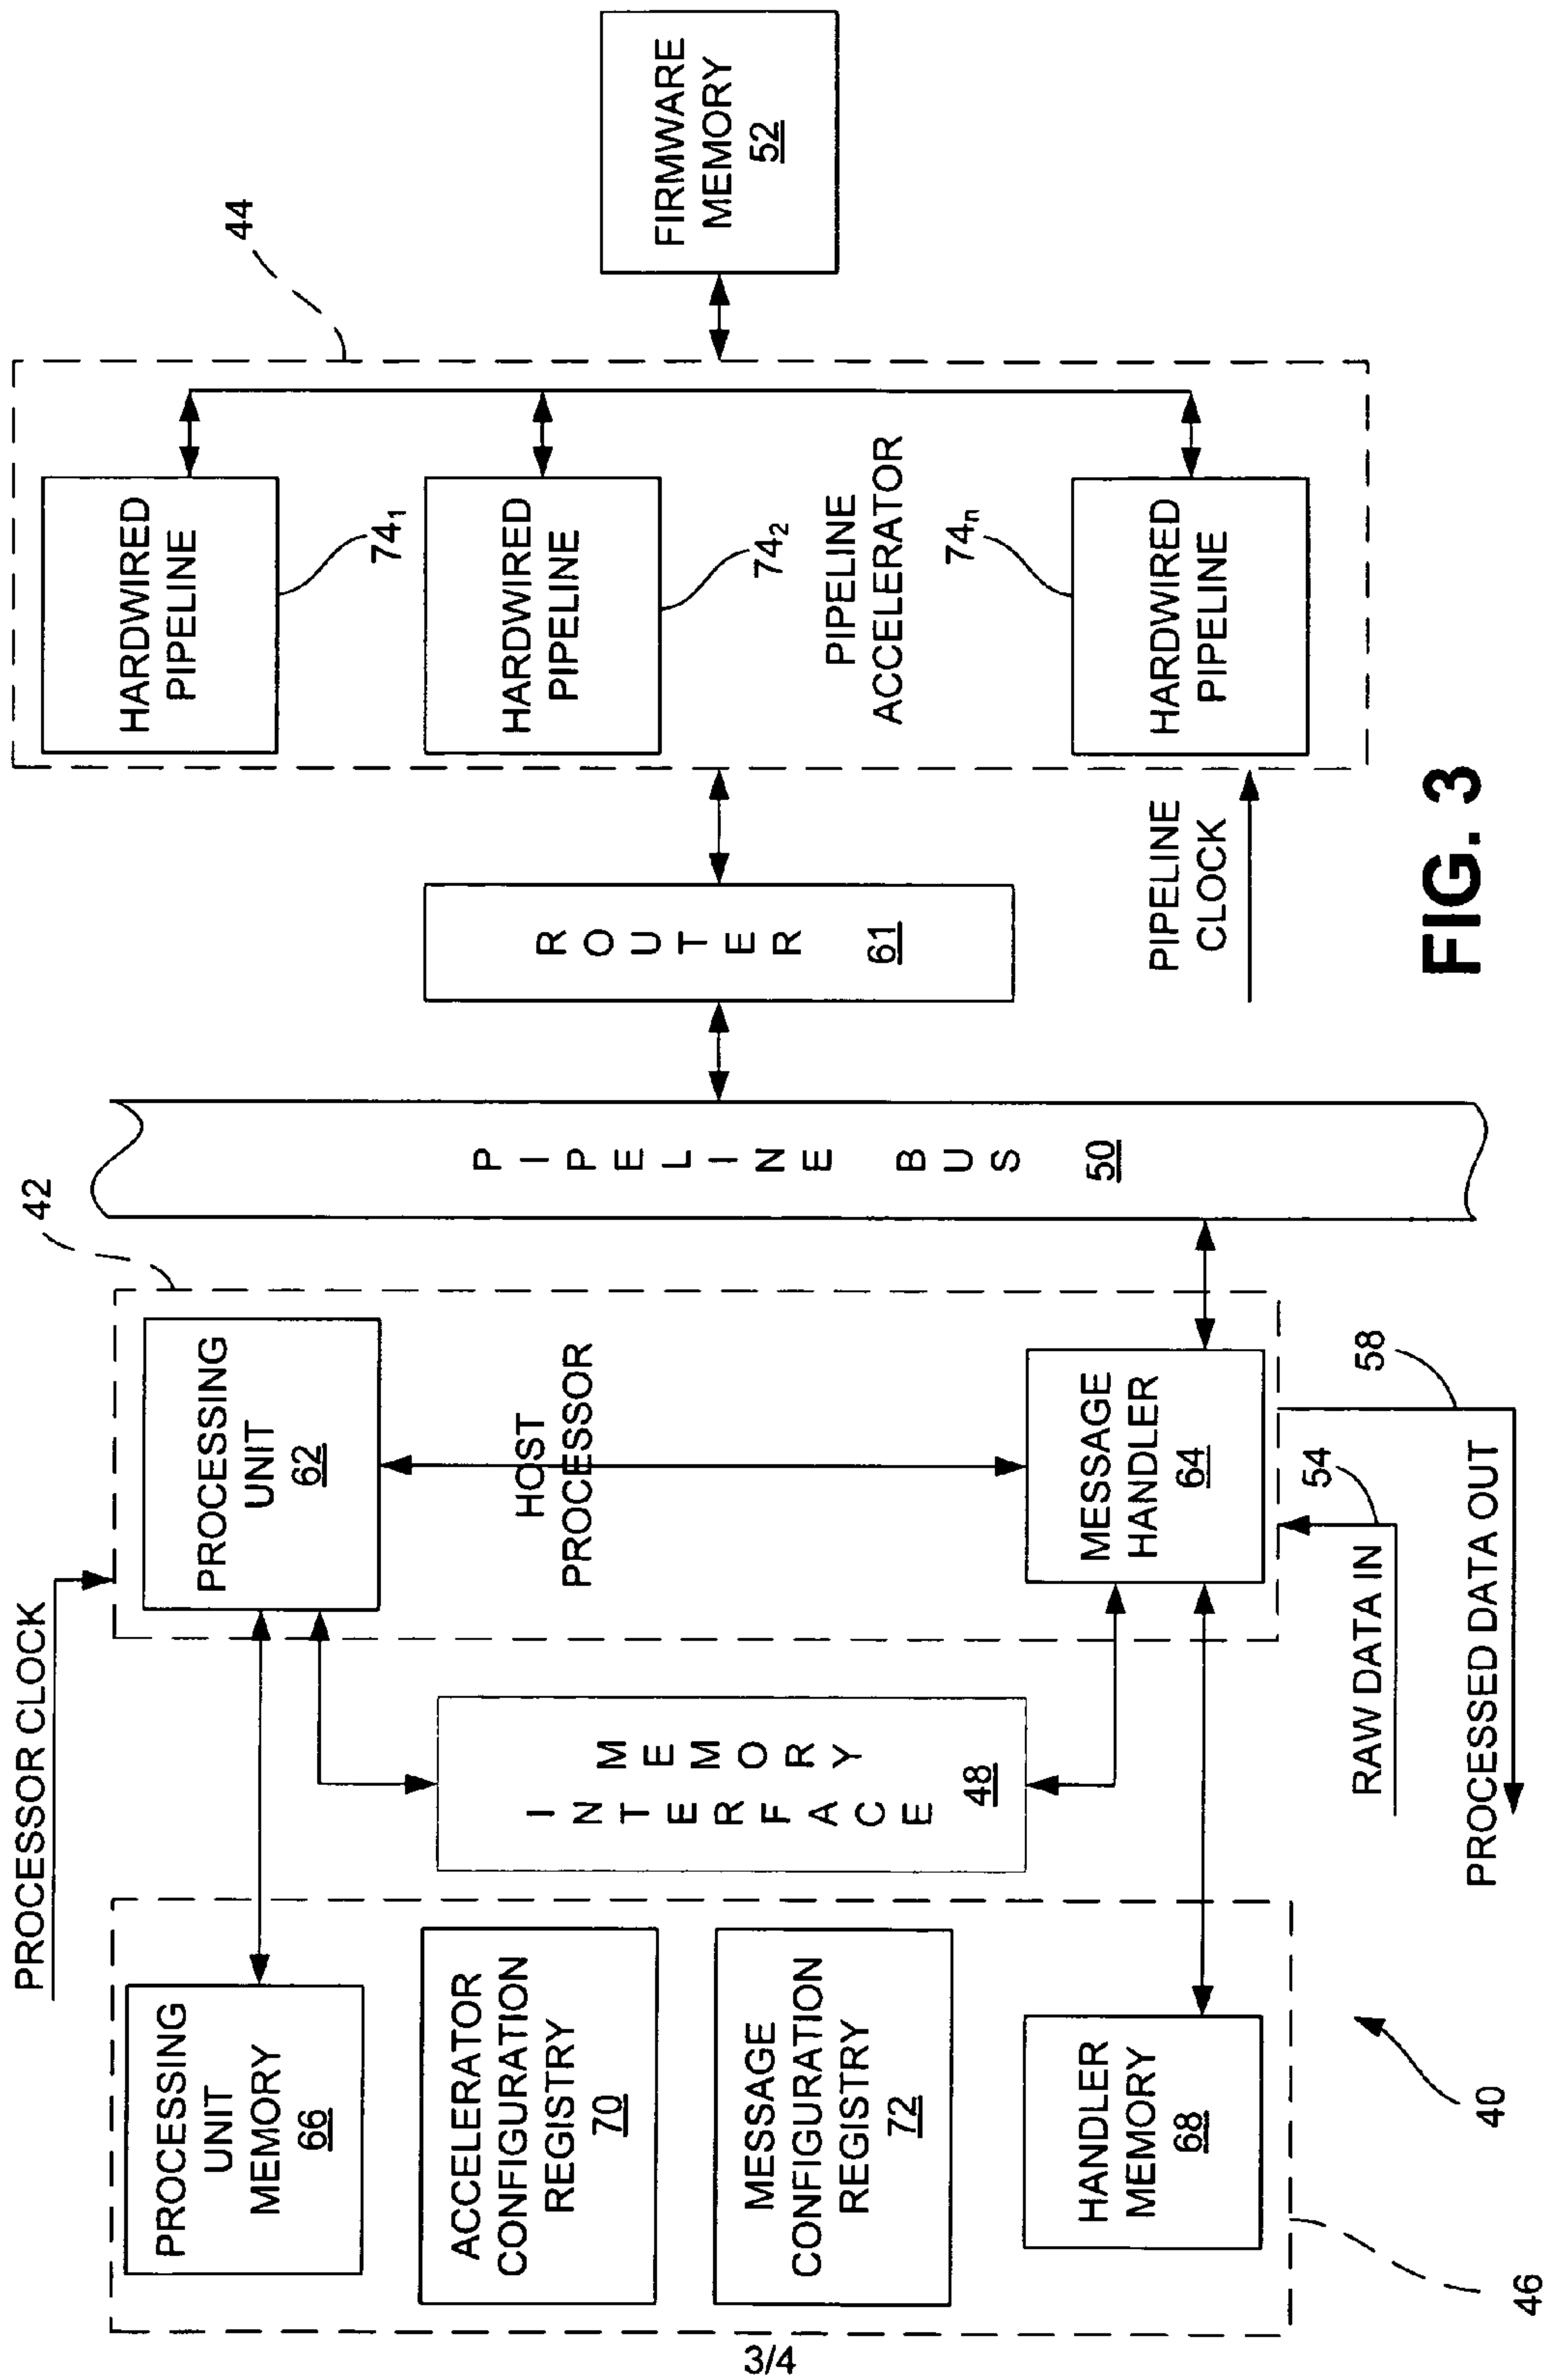 PROCESSOR CLOCK
42
44
PROCESSING
UNIT
MEMORY
66
ACCELERATOR
CONFIGURATION
REGISTRY
70
MESSAGE
CONFIGURATION
REGISTRY
72
HANDLER
MEMORY
68
46
40
MEMORY
INTERFACE
48
PROCESSING
UNIT
62
HOST
PROCESSOR
MESSAGE
HANDLER
64
RAW DATA IN
54
PROCESSED DATA OUT
58
PIPELINE BUS
50
ROUTER
61
PIPELINE
CLOCK
HARDWIRED
PIPELINE
74₁
HARDWIRED
PIPELINE
74₂
PIPELINE
ACCELERATOR
74ₙ
HARDWIRED
PIPELINE
FIRMWARE
MEMORY
52
FIG. 3
3/4